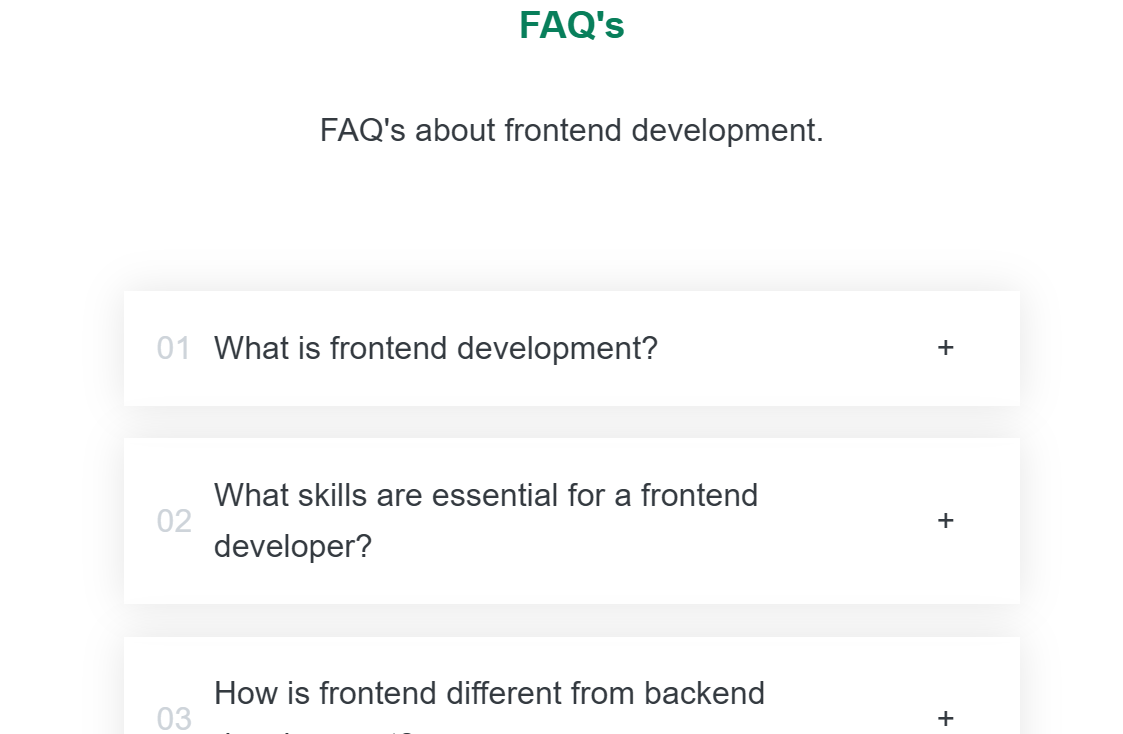 FAQ's
FAQ's about frontend development.
01 What is frontend development? +
What skills are essential for a frontend
02 +
developer?
How is frontend different from backend
03 +